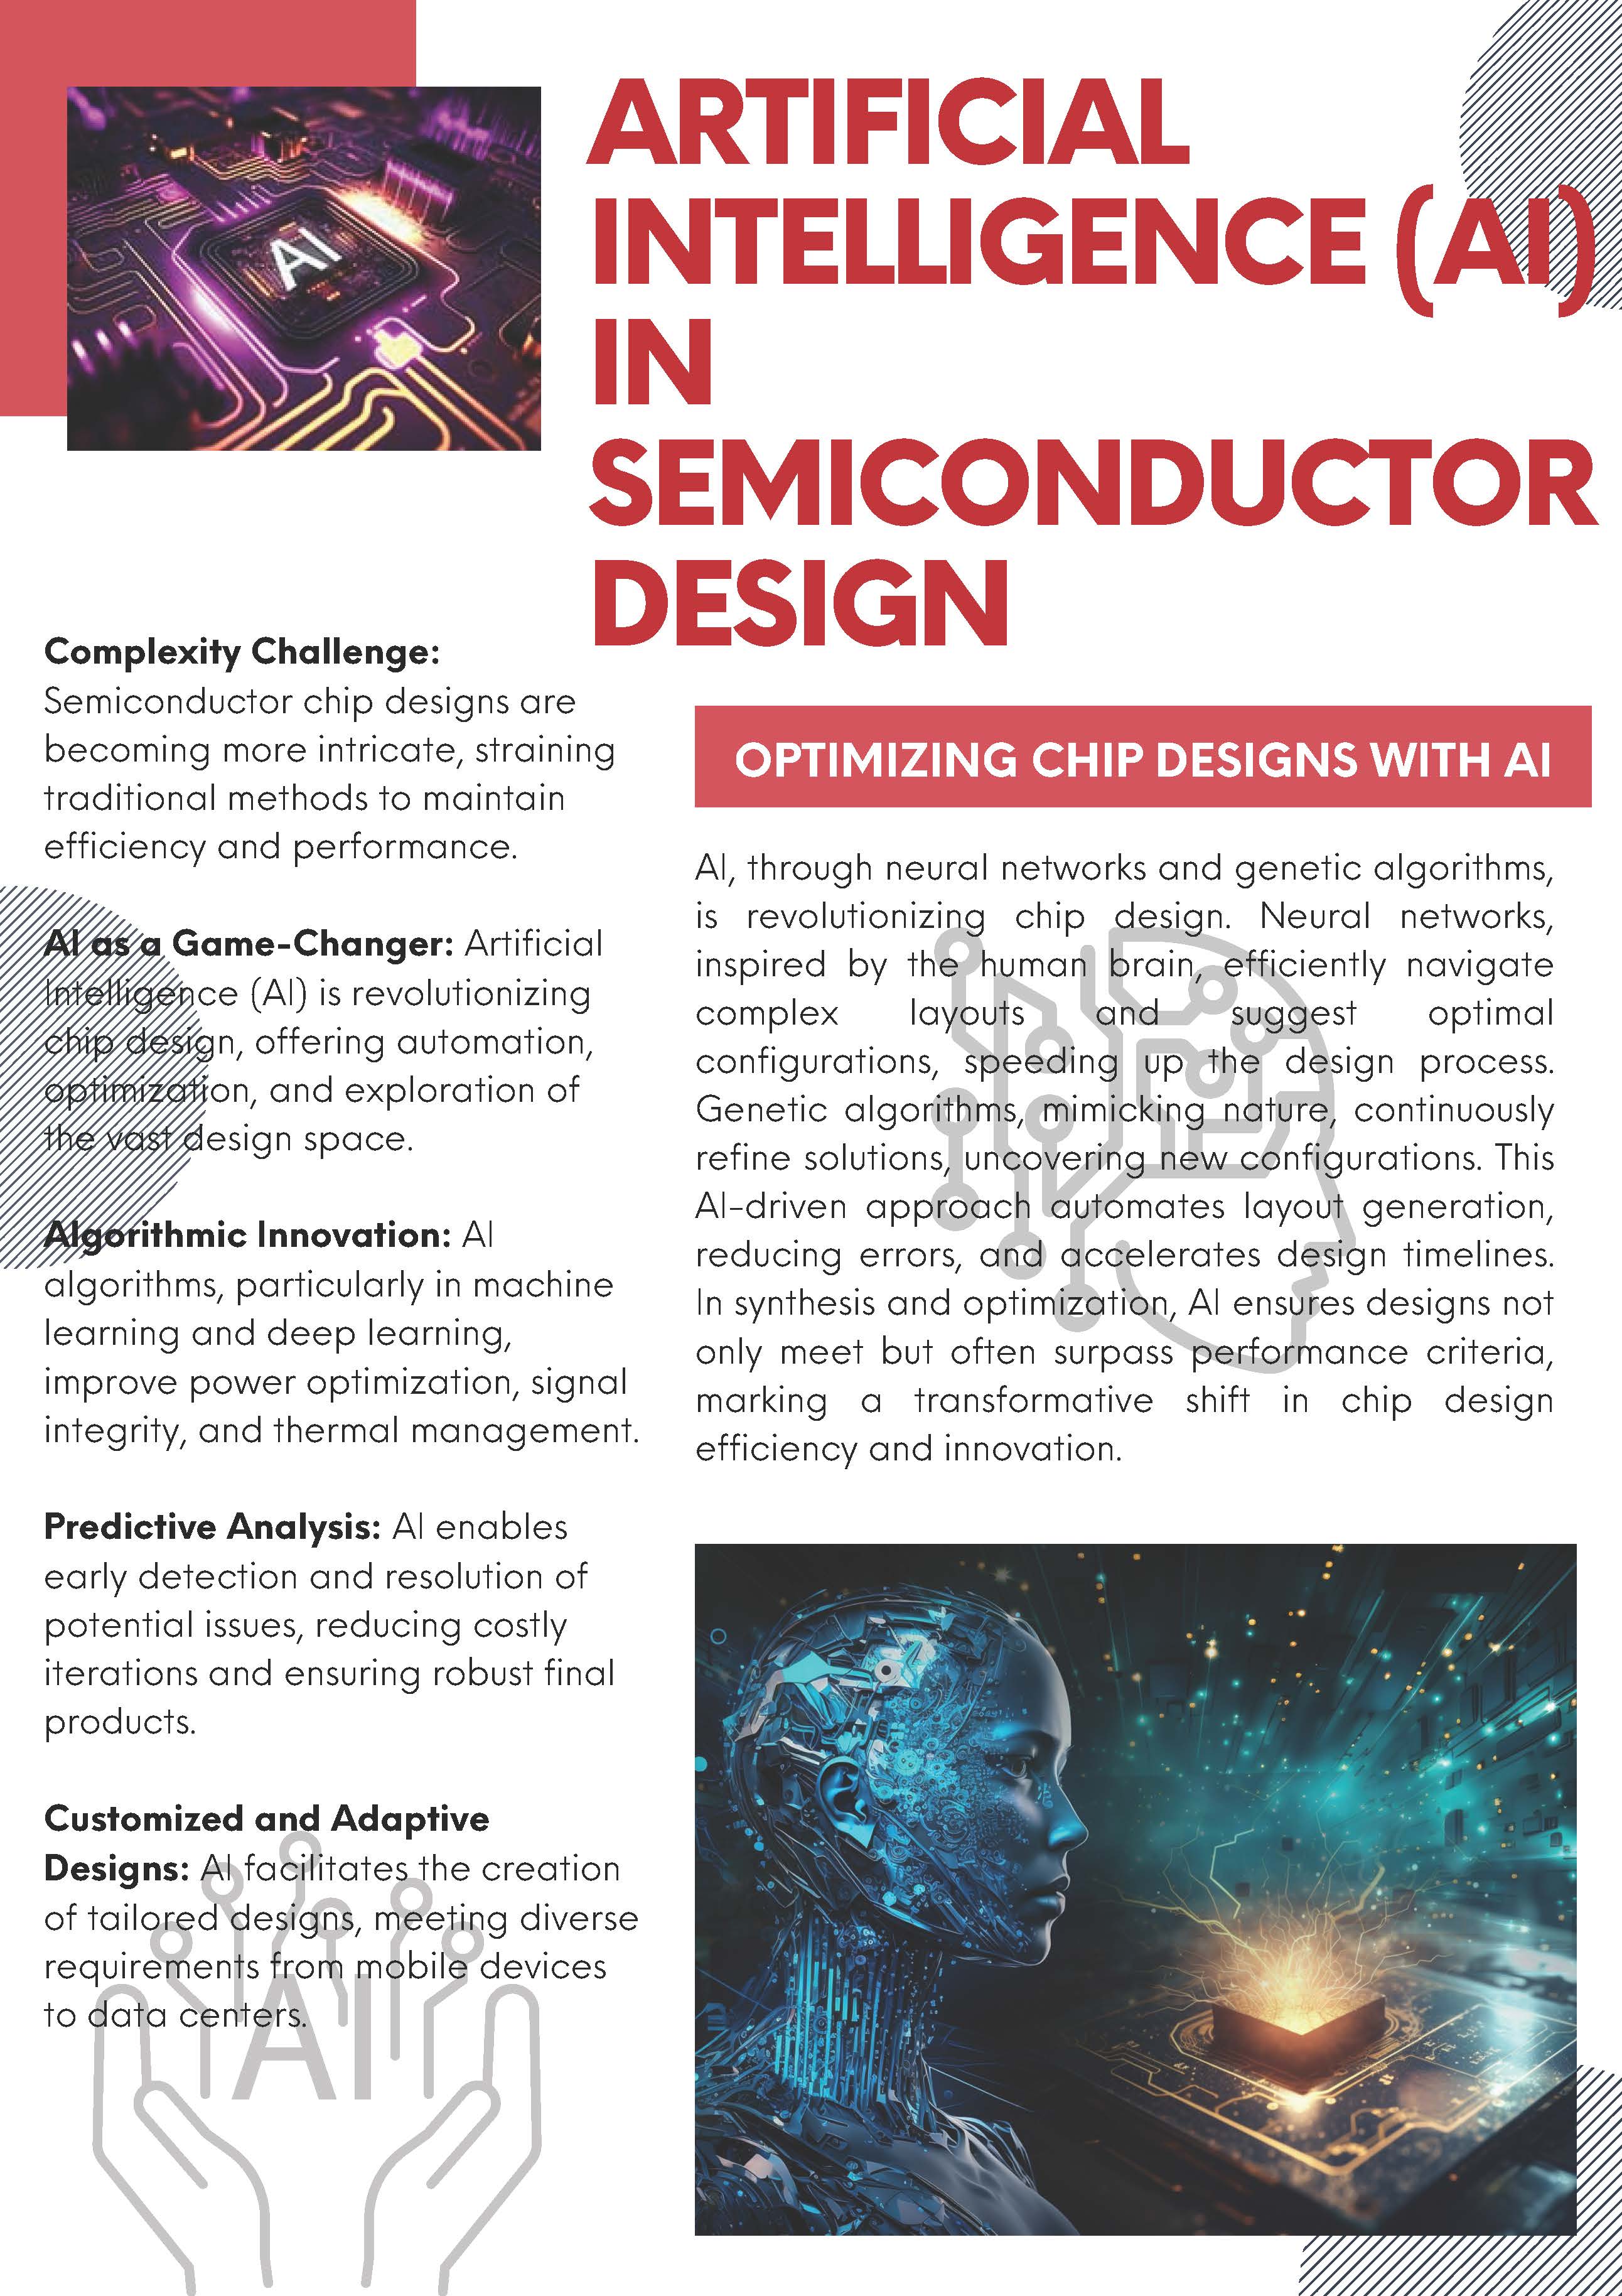 AI
ARTIFICIAL
INTELLIGENCE (AI)
IN
SEMICONDUCTOR
DESIGN
Complexity Challenge:
Semiconductor chip designs are
becoming more intricate, straining
traditional methods to maintain
efficiency and performance.
AI as a Game-Changer: Artificial
Intelligence (AI) is revolutionizing
chip design, offering automation,
optimization, and exploration of
the vast design space.
Algorithmic Innovation: AI
algorithms, particularly in machine
learning and deep learning,
improve power optimization, signal
integrity, and thermal management.
Predictive Analysis: AI enables
early detection and resolution of
potential issues, reducing costly
iterations and ensuring robust final
products.
Customized and Adaptive
Designs: AI facilitates the creation
of tailored designs, meeting diverse
requirements from mobile devices
to data centers.
AI
OPTIMIZING CHIP DESIGNS WITH AI
AI, through neural networks and genetic algorithms,
is revolutionizing chip design. Neural networks,
inspired by the human brain, efficiently navigate
complex layouts and suggest optimal
configurations, speeding up the design process.
Genetic algorithms, mimicking nature, continuously
refine solutions, uncovering new configurations. This
AI-driven approach automates layout generation,
reducing errors, and accelerates design timelines.
In synthesis and optimization, AI ensures designs not
only meet but often surpass performance criteria,
marking a transformative shift in chip design
efficiency and innovation.